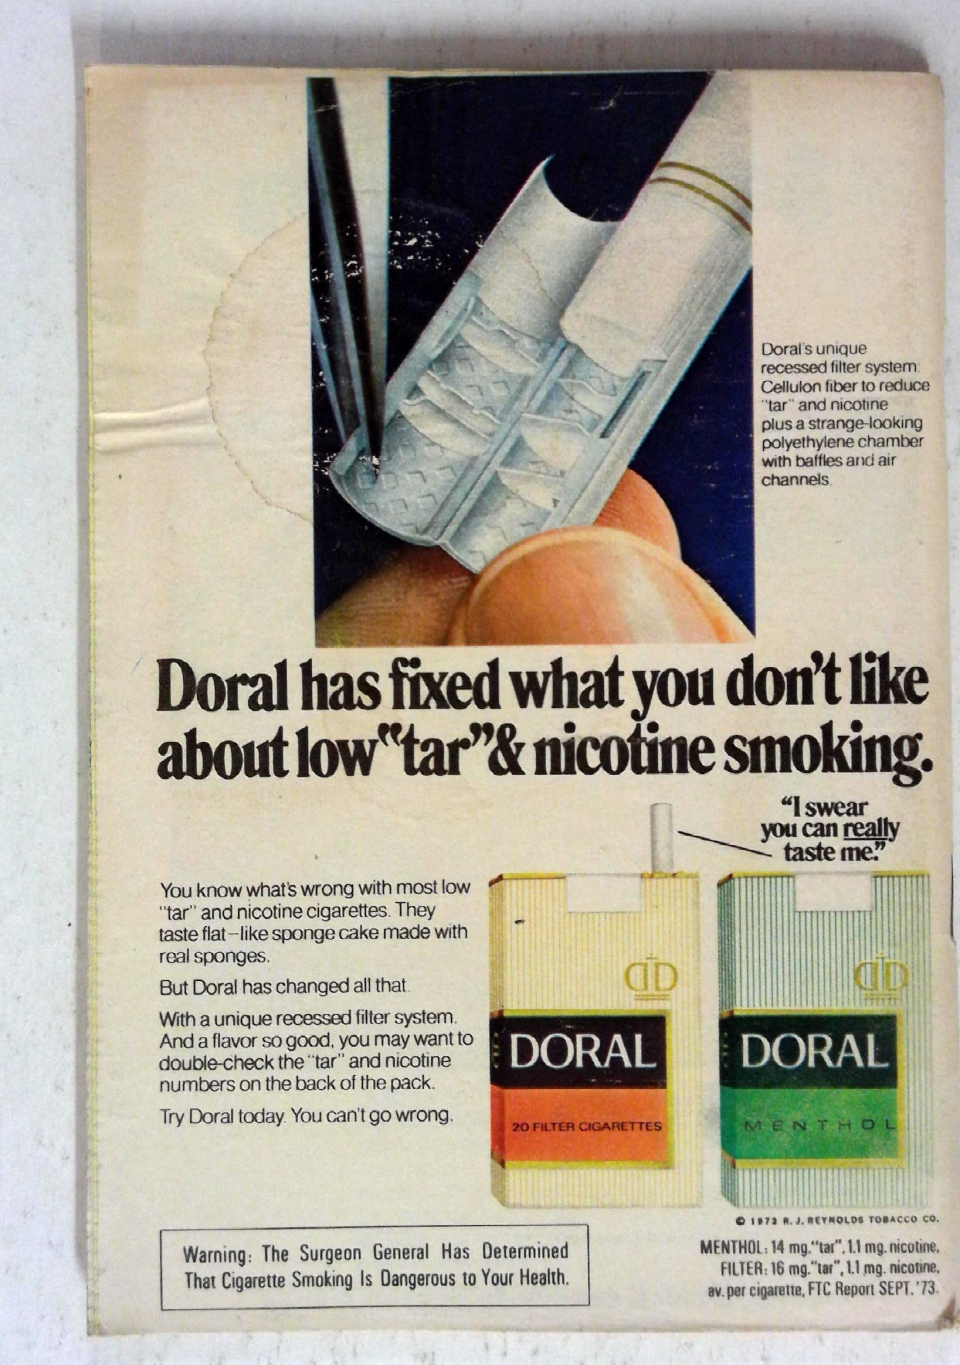 Doral's unique
recessed filter system:
Cellulon fiber to reduce
"tar" and nicotine
plus a strange-looking
polyethylene chamber
with baffles and air
channels.
Doral has fixed what you don't like
about low "tar" & nicotine smoking.
"I swear
you can really
taste me."
You know what's wrong with most low
"tar" and nicotine cigarettes. They
taste flat—like sponge cake made with
real sponges.
But Doral has changed all that.
With a unique recessed filter system.
And a flavor so good, you may want to
double-check the "tar" and nicotine
numbers on the back of the pack.
Try Doral today. You can't go wrong.
DORAL
20 FILTER CIGARETTES
DORAL
MENTHOL
© 1973 R. J. REYNOLDS TOBACCO CO.
Warning: The Surgeon General Has Determined
That Cigarette Smoking Is Dangerous to Your Health.
MENTHOL: 14 mg. "tar", 1.1 mg. nicotine,
FILTER: 16 mg. "tar", 1.1 mg. nicotine,
av. per cigarette, FTC Report SEPT. '73.